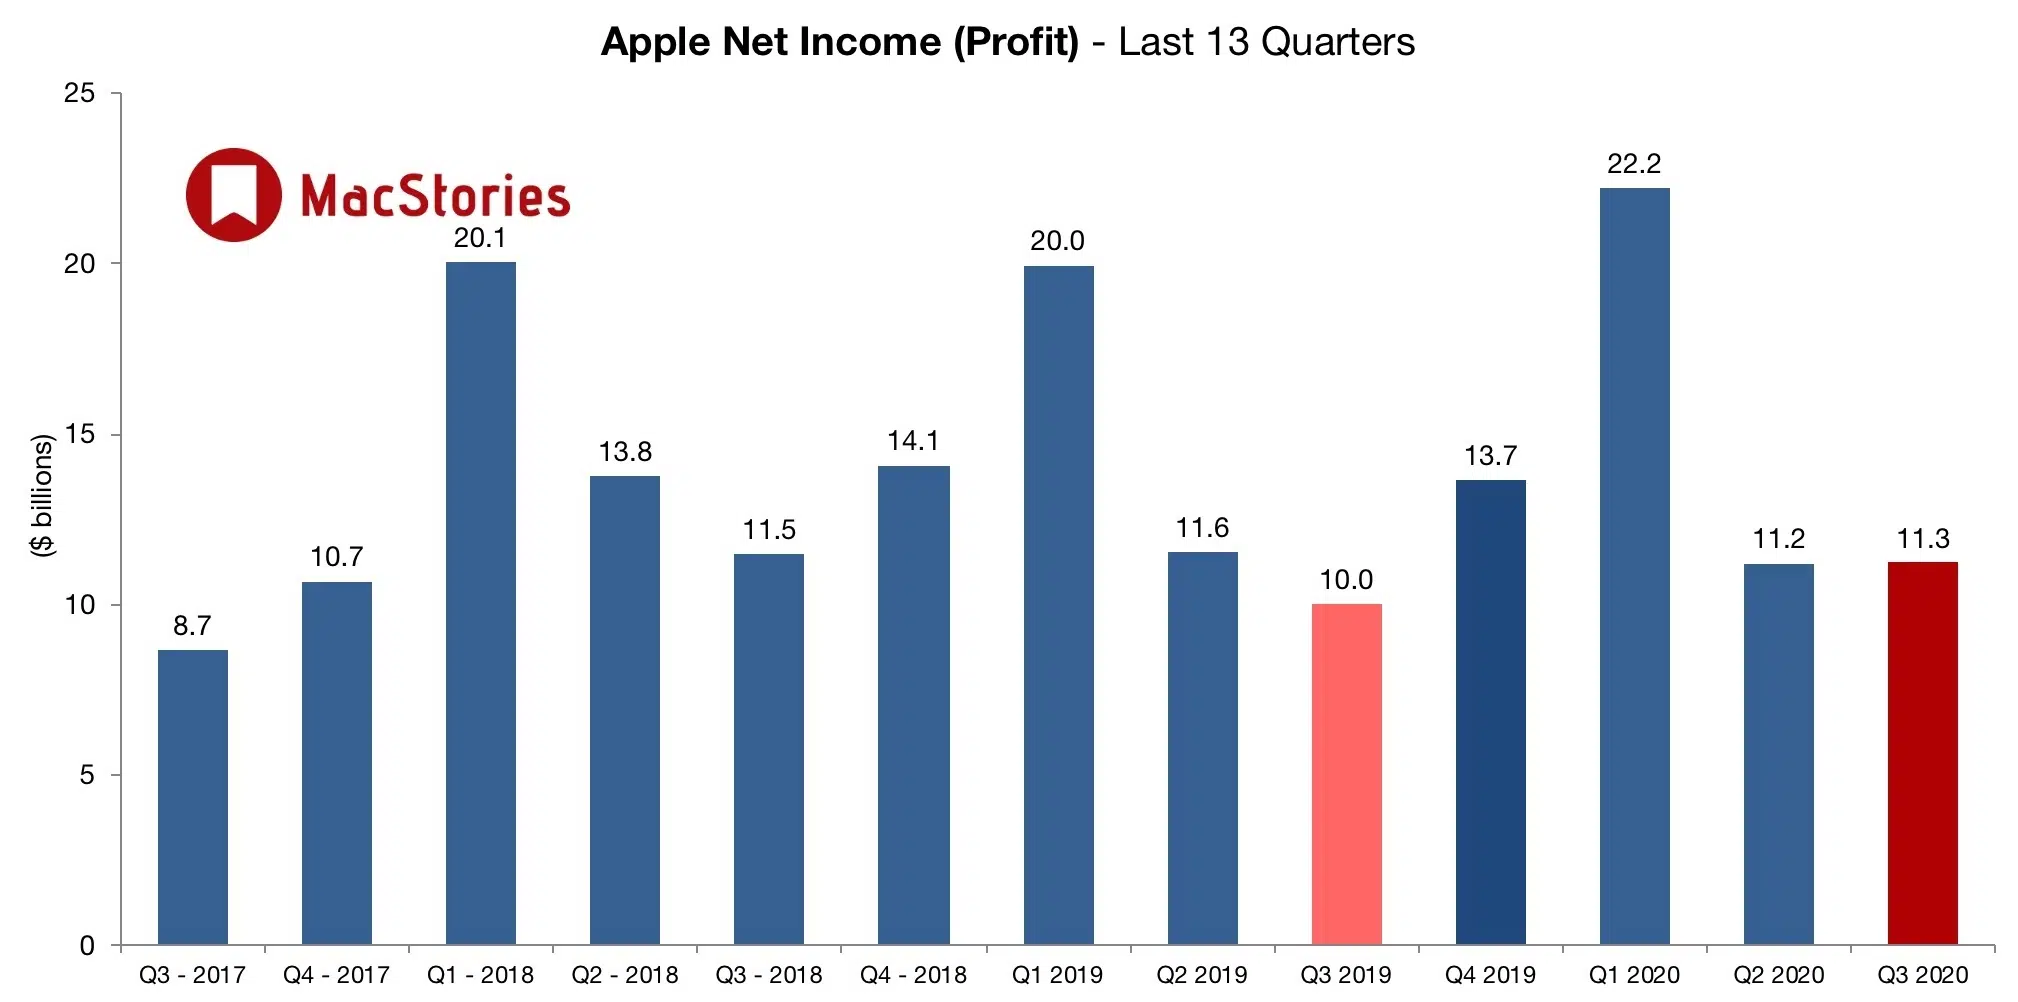 Apple Net Income (Profit) - Last 13 Quarters
25
20
15
10
5
0
($ billions)
MacStories
8.7
10.7
20.1
13.8
11.5
14.1
20.0
11.6
10.0
13.7
22.2
11.2
11.3
Q3 - 2017
Q4 - 2017
Q1 - 2018
Q2 - 2018
Q3 - 2018
Q4 - 2018
Q1 2019
Q2 2019
Q3 2019
Q4 2019
Q1 2020
Q2 2020
Q3 2020